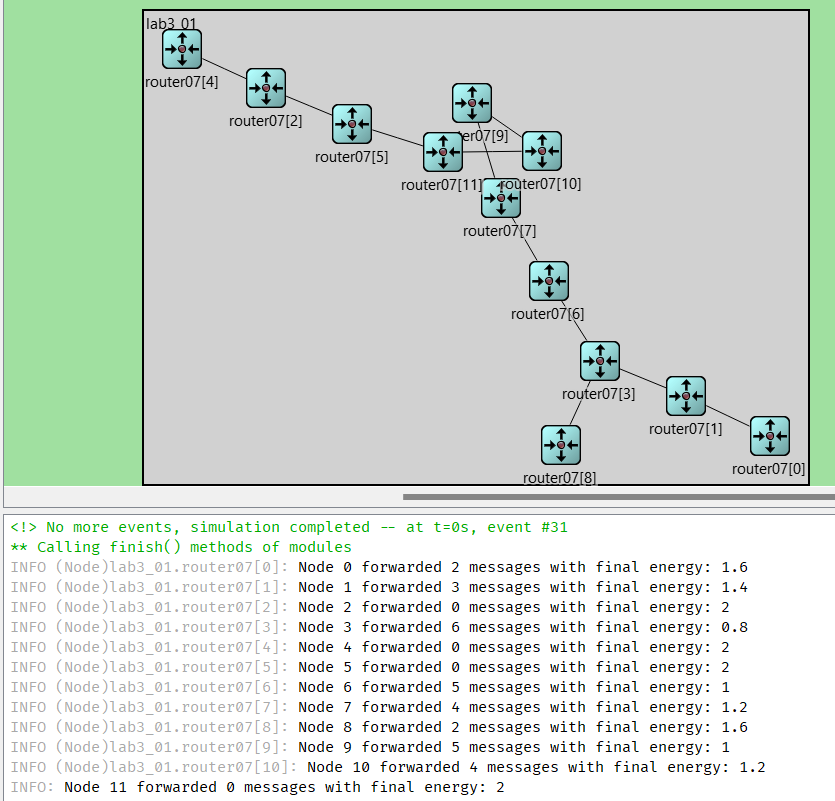 lab3_01
router07[4]
router07[2]
er07[9]
router07[5]
router07[11]
router07[10]
router07[7]
router07[6]
router07[3]
router07[1]
router07[0]
router07[8]
<!> No more events, simulation completed -- at t=0s, event #31
** Calling finish() methods of modules
INFO (Node)lab3_01.router07[0]: Node 0 forwarded 2 messages with final energy: 1.6
INFO (Node)lab3_01.router07[1]: Node 1 forwarded 3 messages with final energy: 1.4
INFO (Node)lab3_01.router07[2]: Node 2 forwarded 0 messages with final energy: 2
INFO (Node)lab3_01.router07[3]: Node 3 forwarded 6 messages with final energy: 0.8
INFO (Node)lab3_01.router07[4]: Node 4 forwarded 0 messages with final energy: 2
INFO (Node)lab3_01.router07[5]: Node 5 forwarded 0 messages with final energy: 2
INFO (Node)lab3_01.router07[6]: Node 6 forwarded 5 messages with final energy: 1
INFO (Node)lab3_01.router07[7]: Node 7 forwarded 4 messages with final energy: 1.2
INFO (Node)lab3_01.router07[8]: Node 8 forwarded 2 messages with final energy: 1.6
INFO (Node)lab3_01.router07[9]: Node 9 forwarded 5 messages with final energy: 1
INFO (Node)lab3_01.router07[10]: Node 10 forwarded 4 messages with final energy: 1.2
INFO: Node 11 forwarded 0 messages with final energy: 2